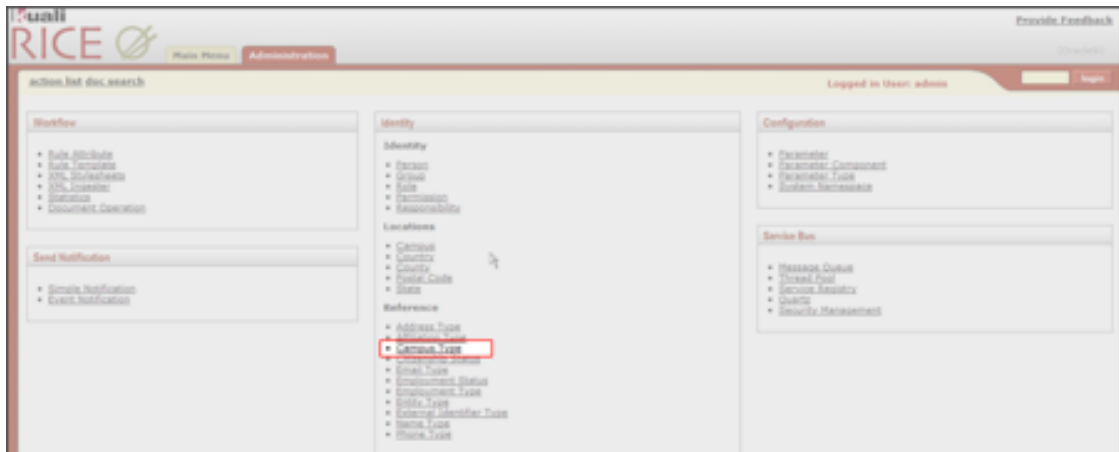 Kuali
RICE
Provide Feedback
Main Menu
Administration
action list doc search
Logged in User: admin
login
Workflow
Rule Attribute
Rule Template
XML Stylesheets
XML Ingester
Statistics
Document Operation
Send Notification
Simple Notification
Event Notification
Identity
Identity
Person
Group
Role
Permission
Responsibility
Locations
Campus
Country
County
Postal Code
State
Reference
Address Type
Affiliation Type
Campus Type
Citizenship Status
Email Type
Employment Status
Employment Type
Entity Type
External Identifier Type
Name Type
Phone Type
Configuration
Parameter
Parameter Component
Parameter Type
System Namespace
Service Bus
Message Queue
Thread Pool
Service Registry
Quartz
Security Management